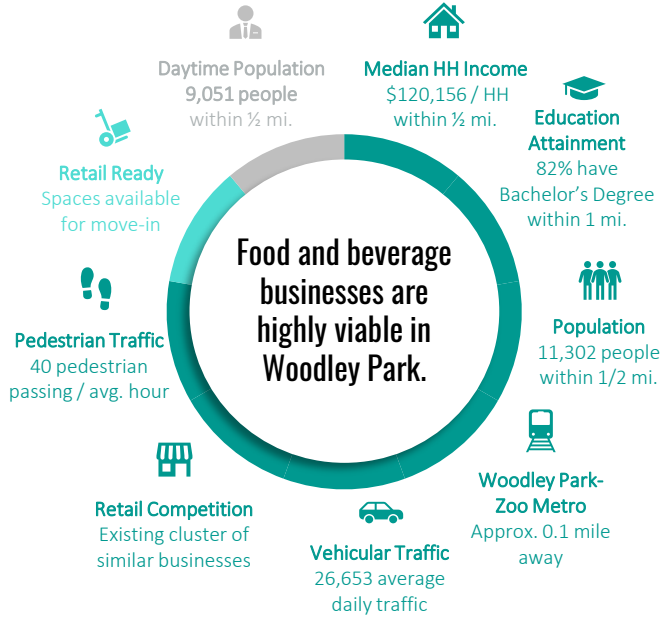 Daytime Population
9,051 people
within ½ mi.
Median HH Income
$120,156 / HH
within ½ mi.
Education
Attainment
82% have
Bachelor's Degree
within 1 mi.
Population
11,302 people
within 1/2 mi.
Woodley Park-
Zoo Metro
Approx. 0.1 mile
away
Vehicular Traffic
26,653 average
daily traffic
Retail Competition
Existing cluster of
similar businesses
Pedestrian Traffic
40 pedestrian
passing / avg. hour
Retail Ready
Spaces available
for move-in
Food and beverage
businesses are
highly viable in
Woodley Park.